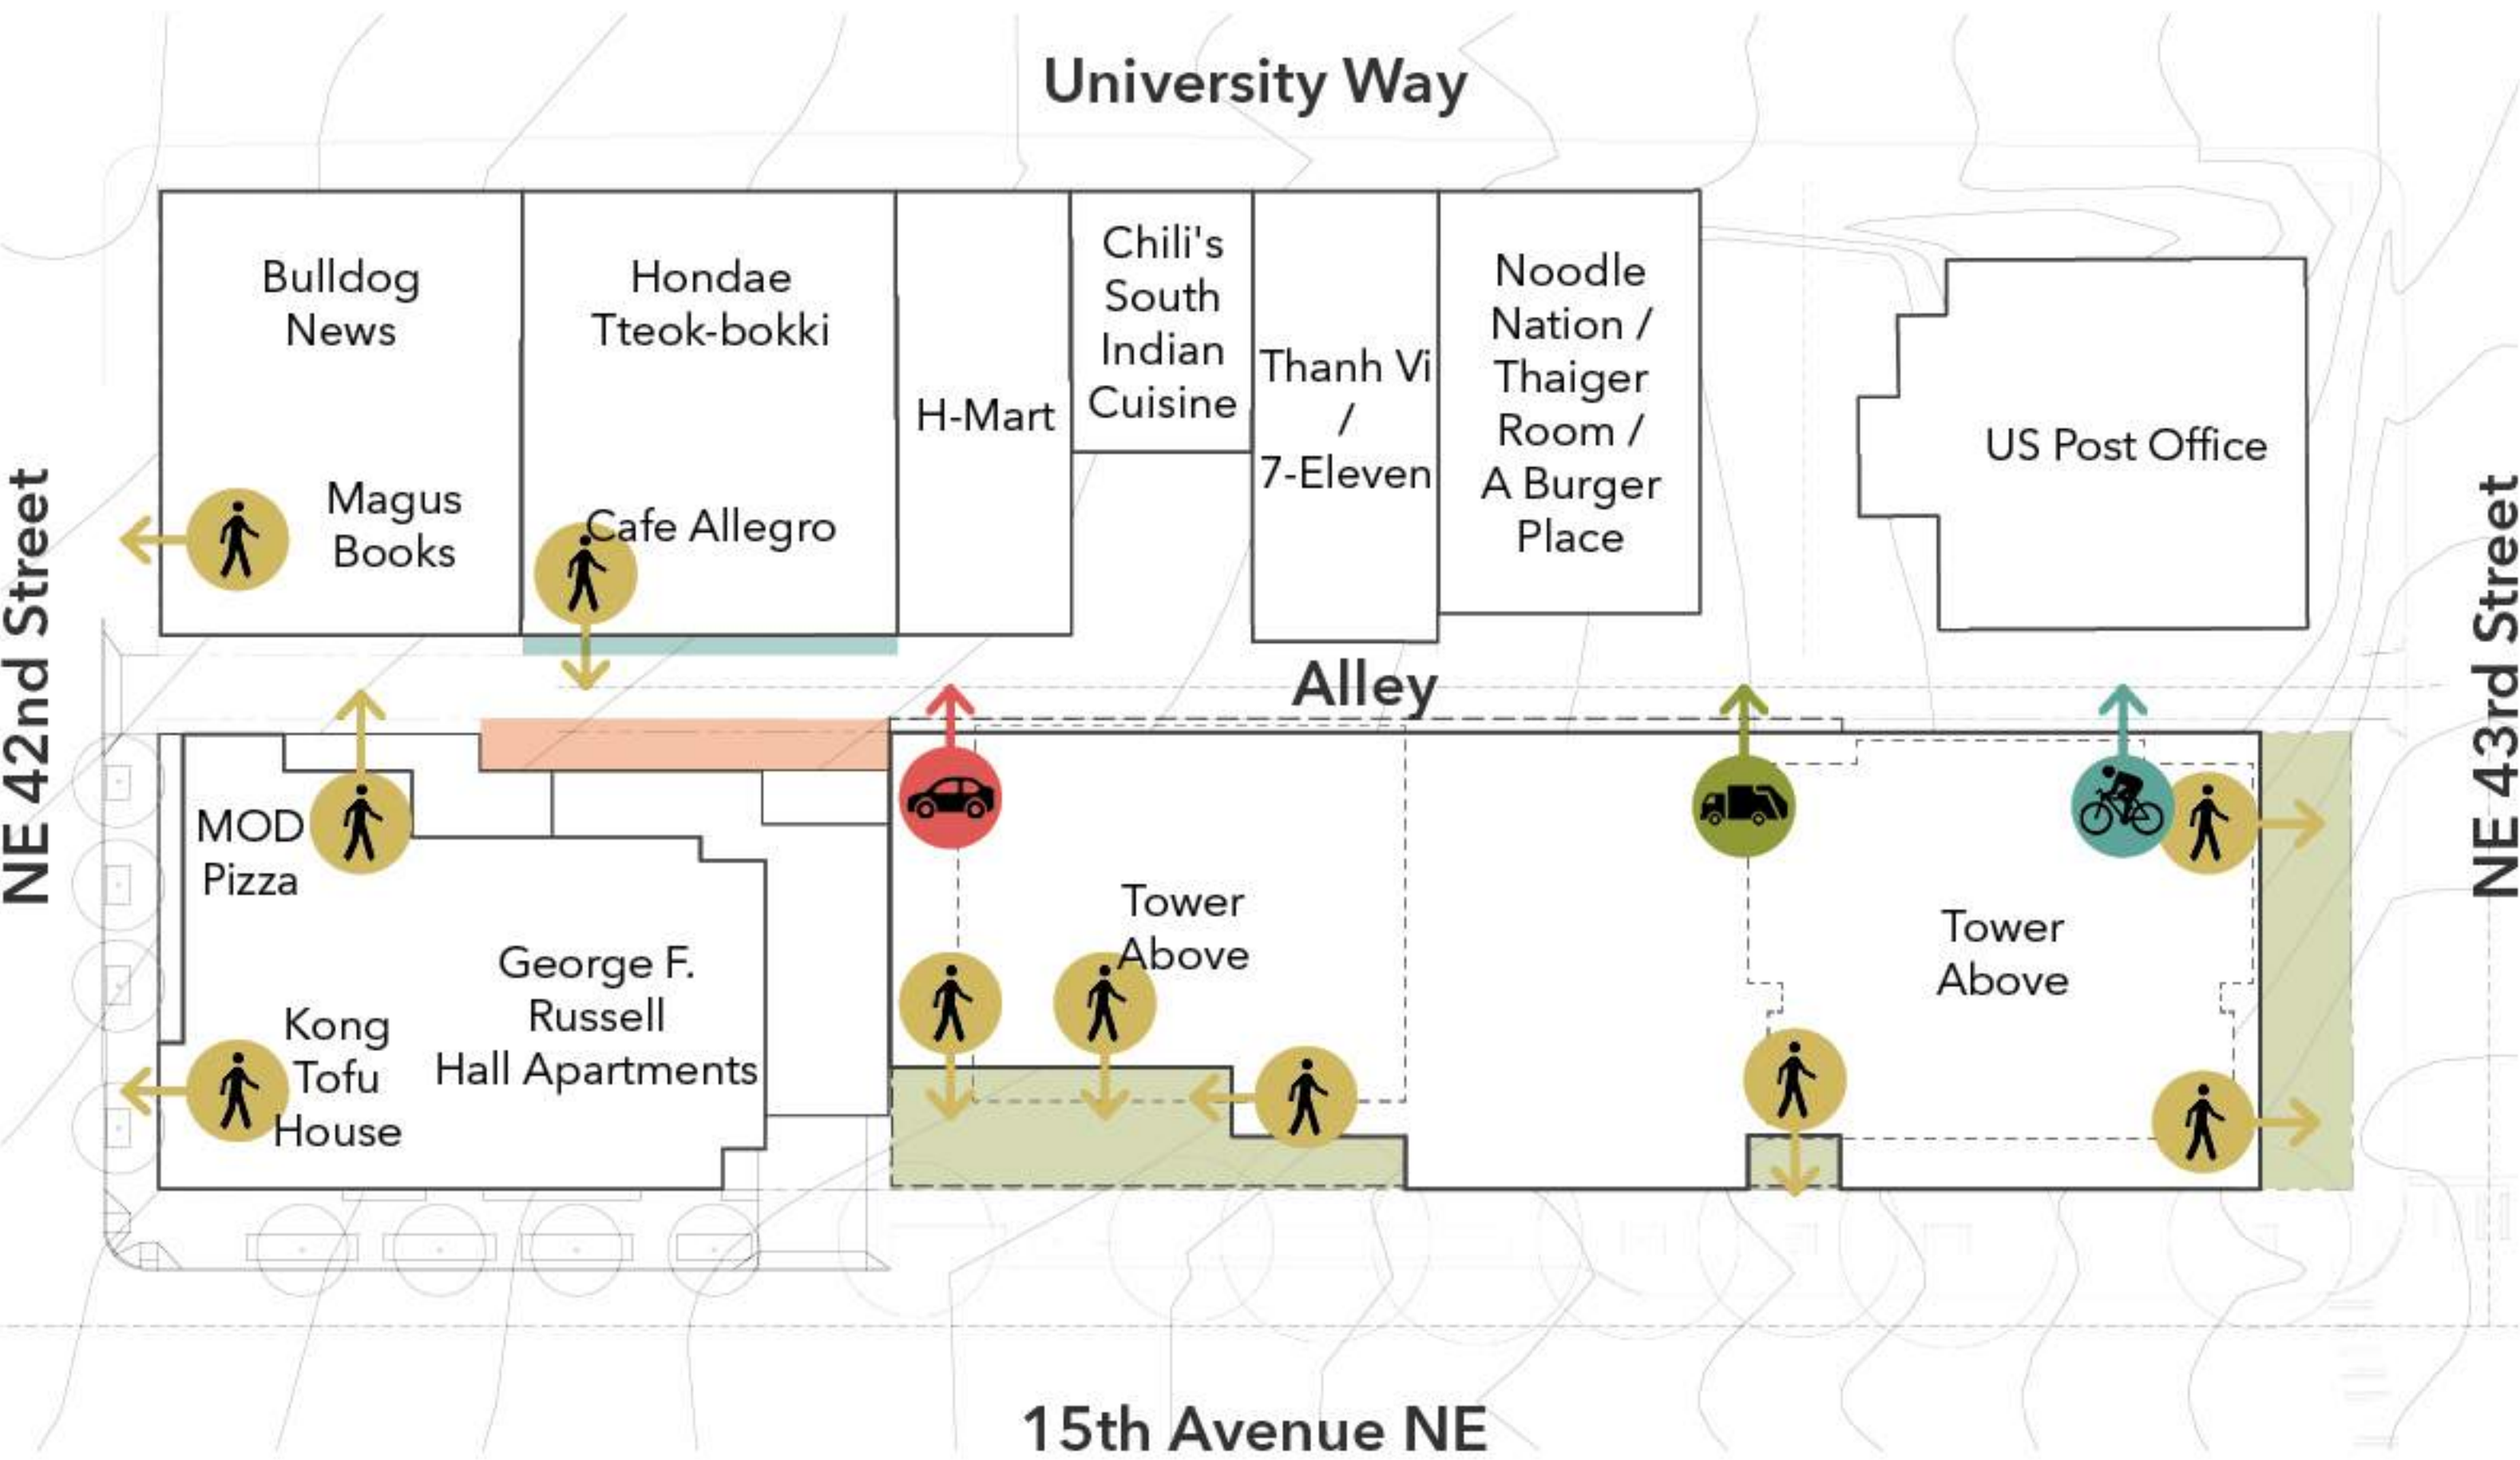 University Way
Bulldog
News
Magus
Books
Hondae
Tteok-bokki
Cafe Allegro
H-Mart
Chili's
South
Indian
Cuisine
Thanh Vi
/
7-Eleven
Noodle
Nation /
Thaiger
Room /
A Burger
Place
US Post Office
NE 42nd Street
NE 43rd Street
Alley
MOD
Pizza
Kong
Tofu
House
George F.
Russell
Hall Apartments
Tower
Above
Tower
Above
15th Avenue NE